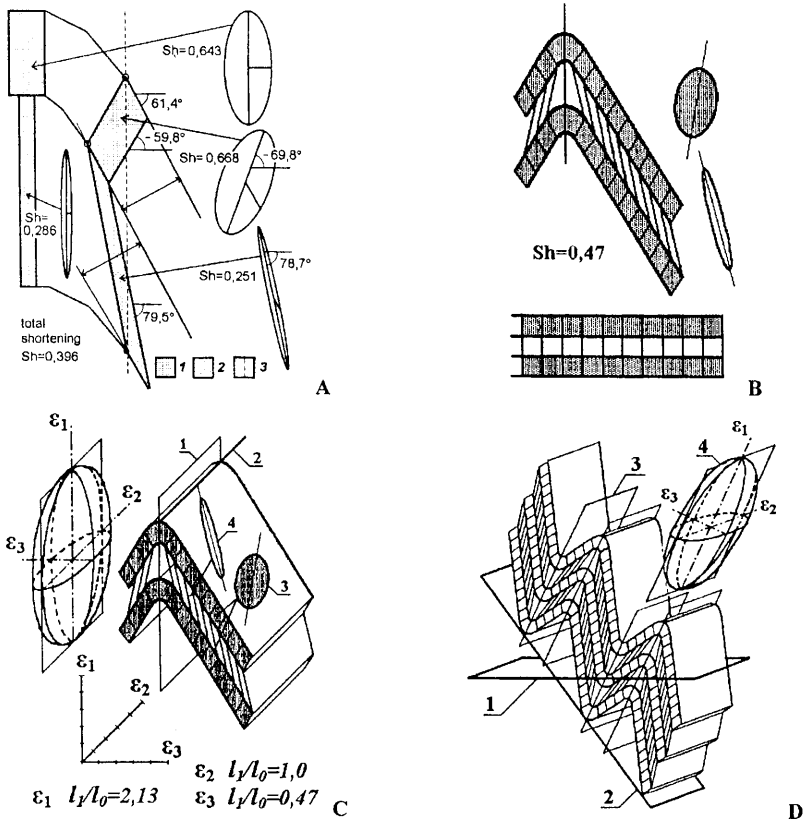 Sh=0,643
61,4°
-59,8°
Sh=0,668
-69,8°
Sh=
0,286
Sh=0,251
78,7°
79,5°
total
shortening
Sh=0,396
1 2 3
A
Sh=0,47
B
ε1
ε2
ε3
1
2
4
3
ε1
ε2
ε3
ε2 l1/l0=1,0
ε1 l1/l0=2,13
ε3 l1/l0=0,47
C
3
4
ε1
ε3
ε2
1
2
D